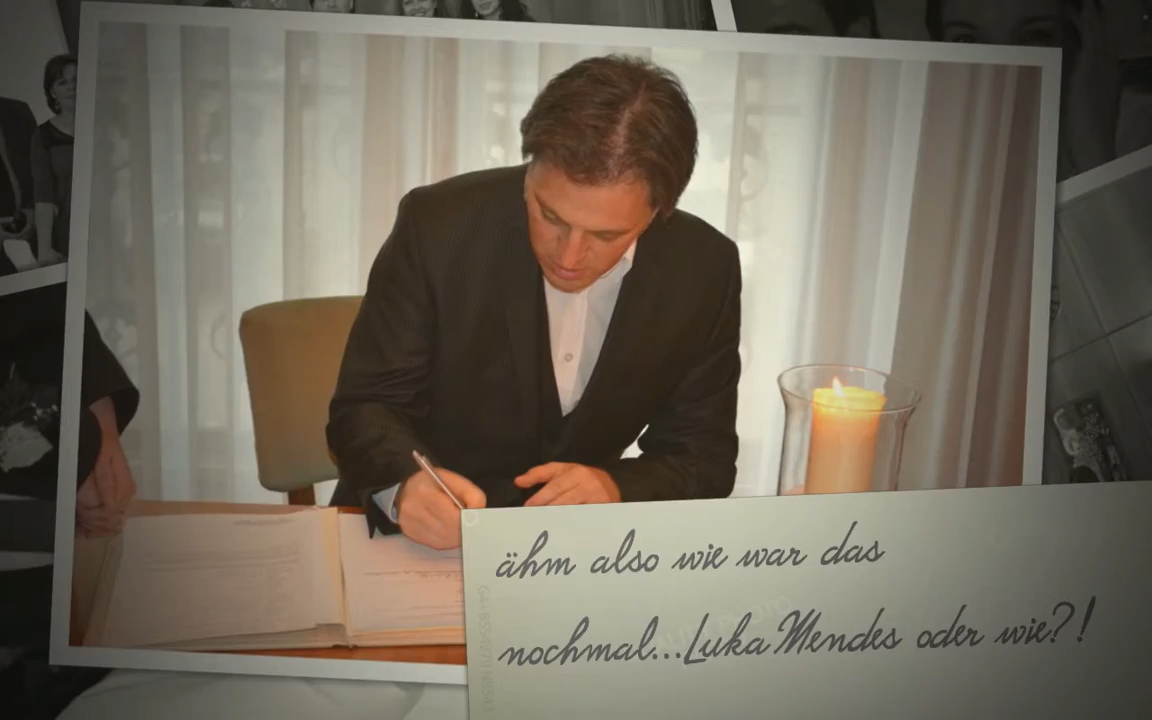 ähm also wie war das
nochmal...Luka Mendes oder wie?!